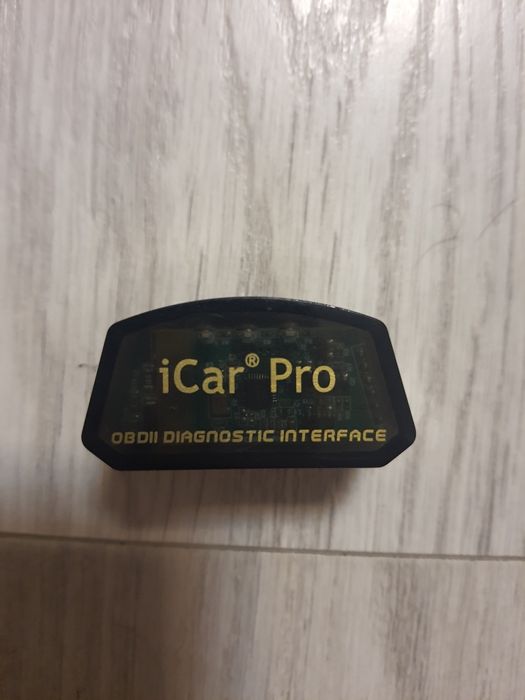 iCar® Pro
OBDII DIAGNOSTIC INTERFACE